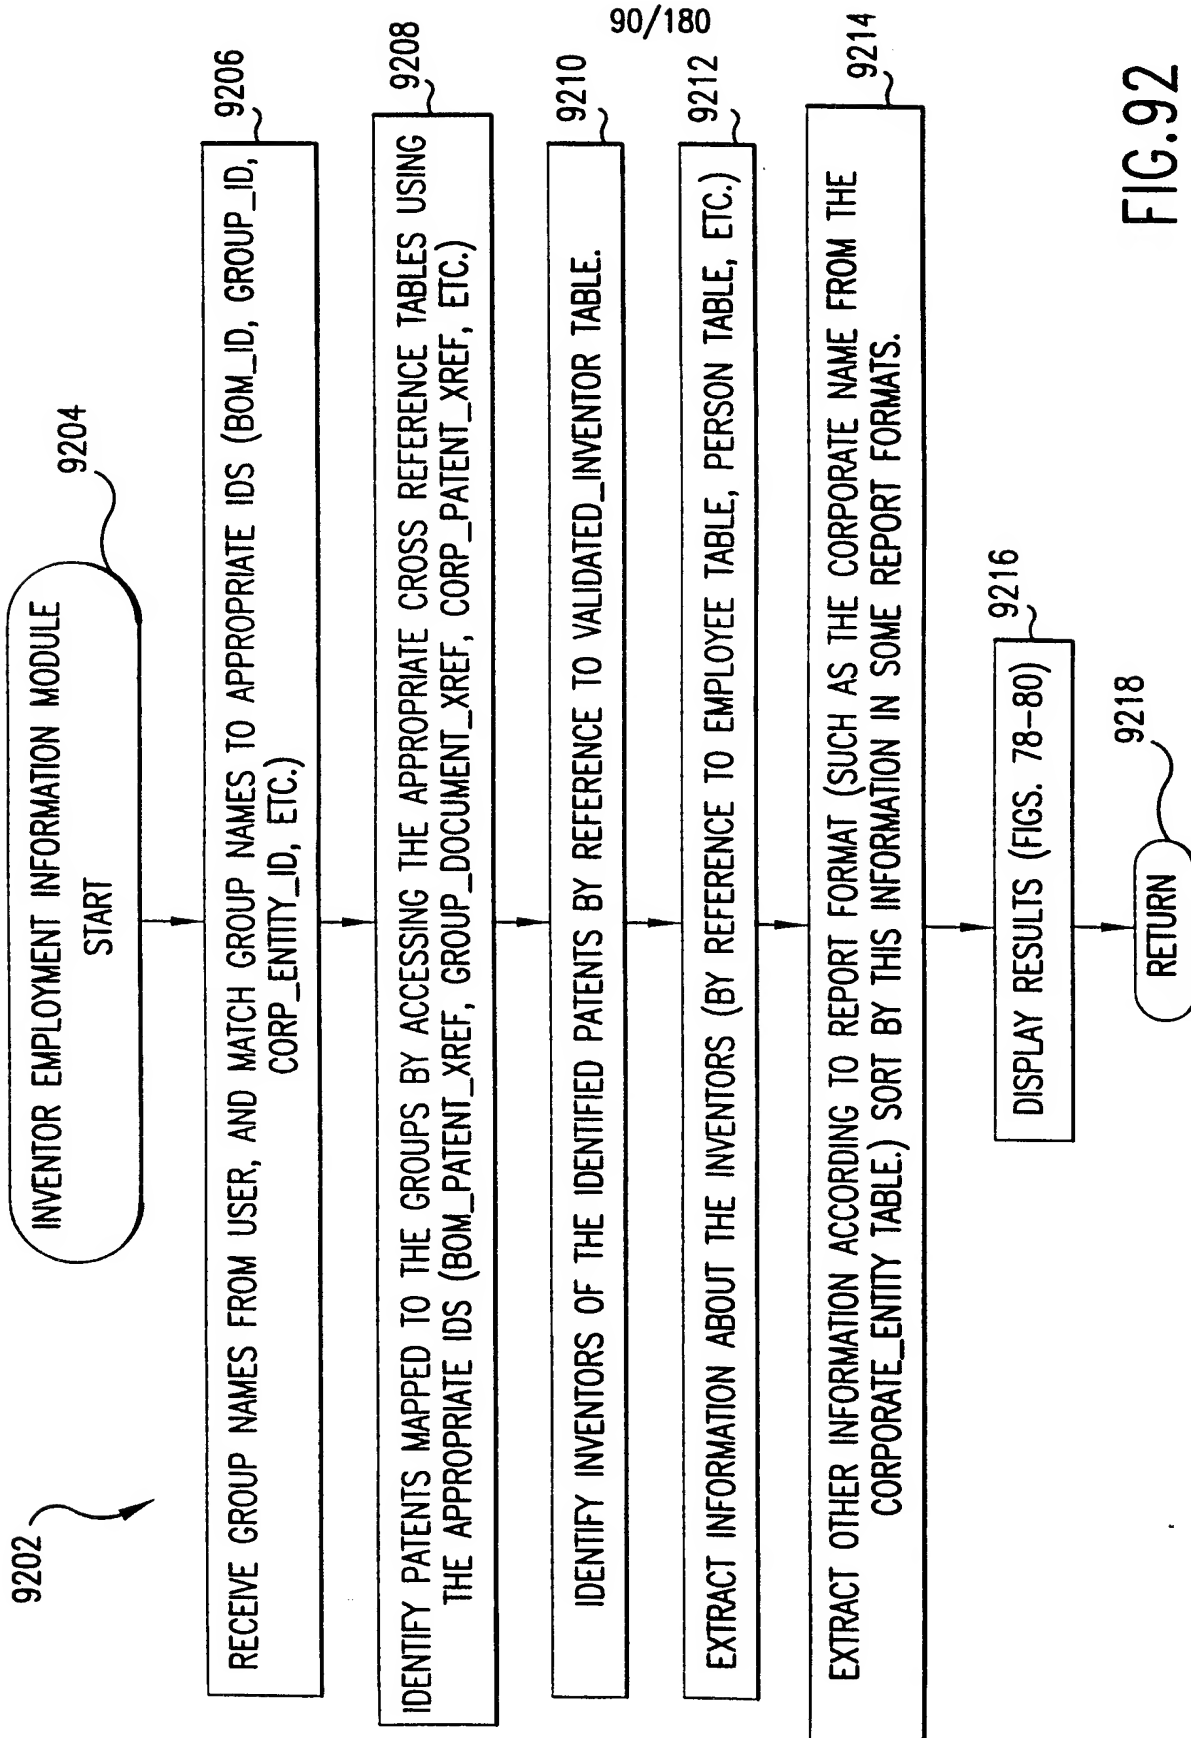 90/180
9202
INVENTOR EMPLOYMENT INFORMATION MODULE
START
9204
RECEIVE GROUP NAMES FROM USER, AND MATCH GROUP NAMES TO APPROPRIATE IDS (BOM_ID, GROUP_ID,
CORP_ENTITY_ID, ETC.)
9206
IDENTIFY PATENTS MAPPED TO THE GROUPS BY ACCESSING THE APPROPRIATE CROSS REFERENCE TABLES USING
THE APPROPRIATE IDS (BOM_PATENT_XREF, GROUP_DOCUMENT_XREF, CORP_PATENT_XREF, ETC.)
9208
IDENTIFY INVENTORS OF THE IDENTIFIED PATENTS BY REFERENCE TO VALIDATED_INVENTOR TABLE.
9210
EXTRACT INFORMATION ABOUT THE INVENTORS (BY REFERENCE TO EMPLOYEE TABLE, PERSON TABLE, ETC.)
9212
EXTRACT OTHER INFORMATION ACCORDING TO REPORT FORMAT (SUCH AS THE CORPORATE NAME FROM THE
CORPORATE_ENTITY TABLE.) SORT BY THIS INFORMATION IN SOME REPORT FORMATS.
9214
DISPLAY RESULTS (FIGS. 78-80)
9216
RETURN
9218
FIG.92